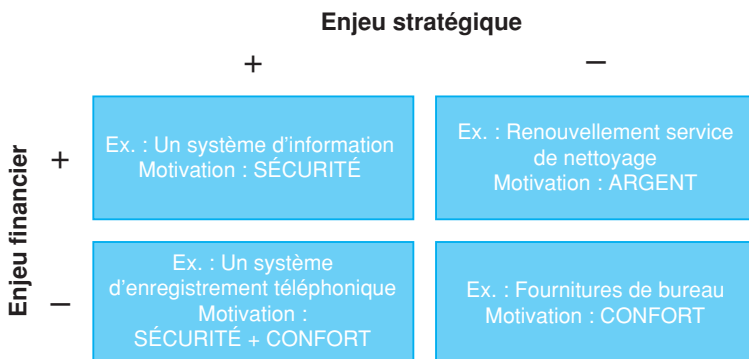 Enjeu stratégique
+
–
Enjeu financier
+
Ex. : Un système d'information
Motivation : SÉCURITÉ
Ex. : Renouvellement service
de nettoyage
Motivation : ARGENT
–
Ex. : Un système
d'enregistrement téléphonique
Motivation :
SÉCURITÉ + CONFORT
Ex. : Fournitures de bureau
Motivation : CONFORT